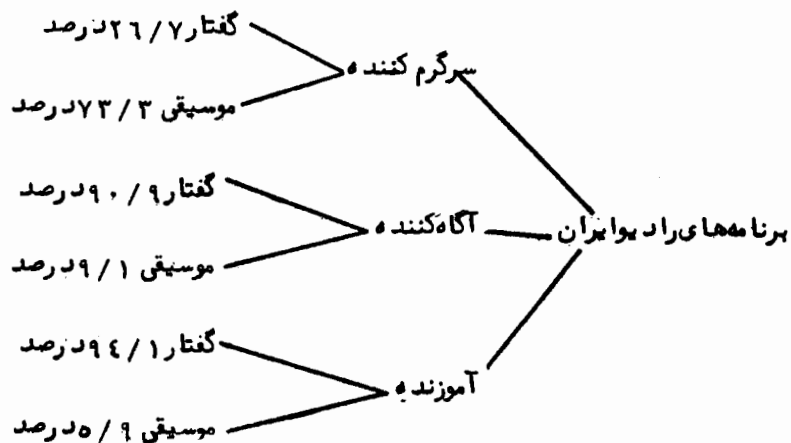 گفتار ۲۶/۷ درصد
سرگرم کننده
موسیقی ۷۳/۳ درصد
گفتار ۹۰/۹ درصد
برنامه‌های رادیو ایران
آگاه‌کننده
موسیقی ۹/۱ درصد
گفتار ۹٤/۱ درصد
آموزنده
موسیقی ۵/۹ درصد